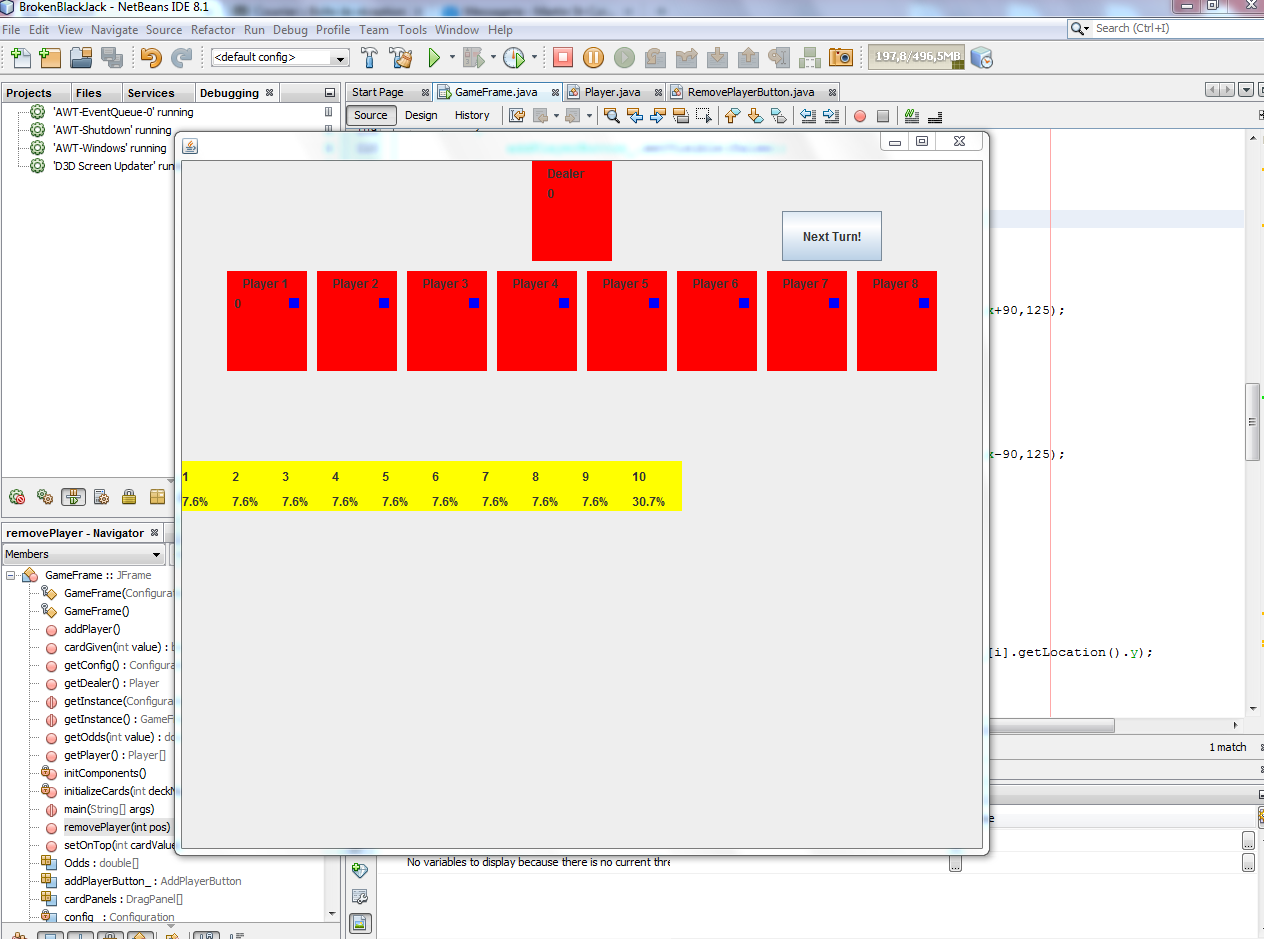 BrokenBlackJack - NetBeans IDE 8.1
File Edit View Navigate Source Refactor Run Debug Profile Team Tools Window Help
Search (Ctrl+I)
<default config>
197,8/496,5MB
Projects Files Services Debugging
Start Page GameFrame.java Player.java RemovePlayerButton.java
Source Design History
'AWT-EventQueue-0' running
'AWT-Shutdown' running
'AWT-Windows' running
'D3D Screen Updater' run
Dealer
0
Next Turn!
Player 1 Player 2 Player 3 Player 4 Player 5 Player 6 Player 7 Player 8
0
x+90,125);
x-90,125);
1 2 3 4 5 6 7 8 9 10
7.6% 7.6% 7.6% 7.6% 7.6% 7.6% 7.6% 7.6% 7.6% 30.7%
[i].getLocation().y);
1 match
removePlayer - Navigator
Members
GameFrame :: JFrame
GameFrame(Configurat
GameFrame()
addPlayer()
cardGiven(int value) : b
getConfig() : Configura
getDealer() : Player
getInstance(Configura
getInstance() : GameF
getOdds(int value) : do
getPlayer() : Player[]
initComponents()
initializeCards(int deckN
main(String[] args)
removePlayer(int pos)
setOnTop(int cardValue
Odds : double[]
addPlayerButton_ : AddPlayerButton
cardPanels : DragPanel[]
config_ : Configuration
e
No variables to display because there is no current thre